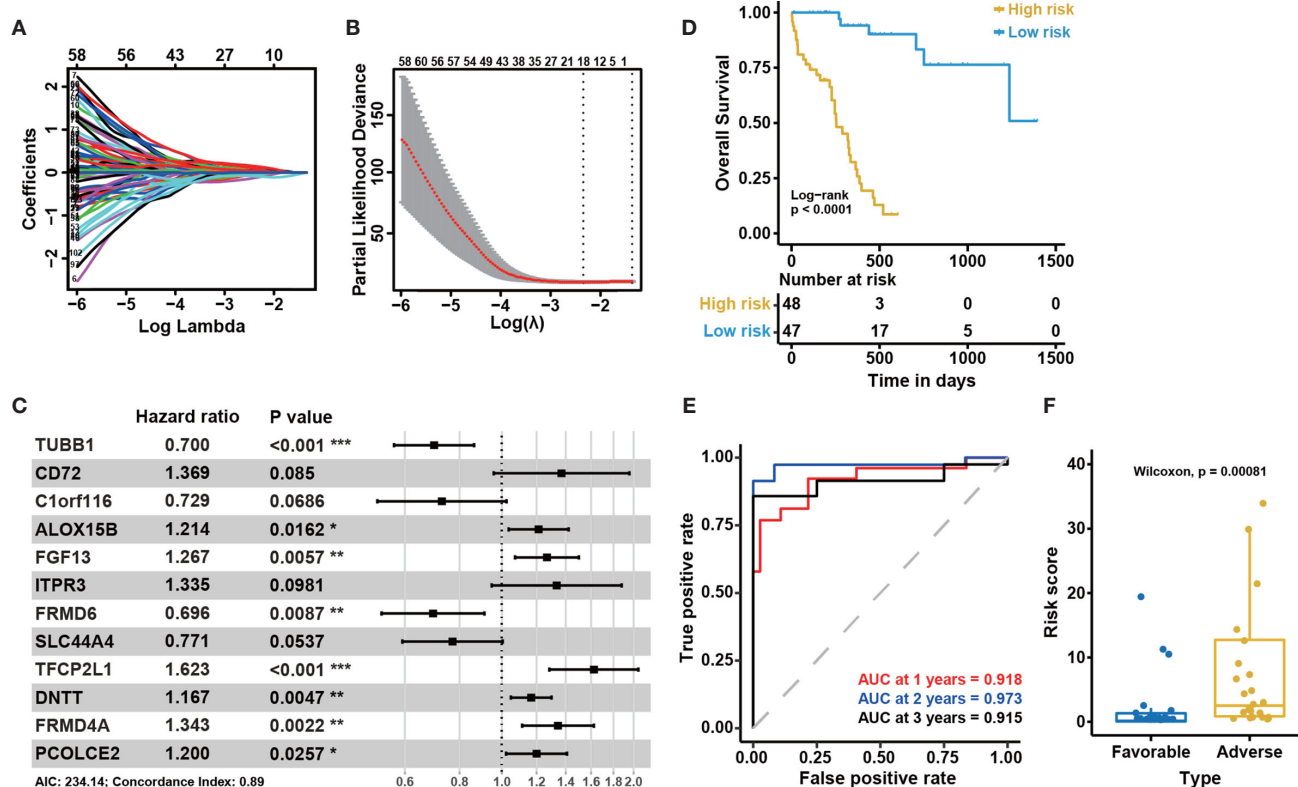 A
58 56 43 27 10
2
1
0
−1
−2
Coefficients
7
10
73
51
53
102
97
6
−6 −5 −4 −3 −2
Log Lambda
B
58 60 56 57 54 49 43 38 35 27 21 18 12 5 1
Partial Likelihood Deviance
150
100
50
−6 −5 −4 −3 −2
Log(λ)
D
High risk
Low risk
Overall Survival
1.00
0.75
0.50
0.25
0.00
Log−rank
p < 0.0001
0 500 1000 1500
Number at risk
High risk 48 3 0 0
Low risk 47 17 5 0
0 500 1000 1500
Time in days
C
Hazard ratio P value
TUBB1 0.700 <0.001 ***
CD72 1.369 0.085
C1orf116 0.729 0.0686
ALOX15B 1.214 0.0162 *
FGF13 1.267 0.0057 **
ITPR3 1.335 0.0981
FRMD6 0.696 0.0087 **
SLC44A4 0.771 0.0537
TFCP2L1 1.623 <0.001 ***
DNTT 1.167 0.0047 **
FRMD4A 1.343 0.0022 **
PCOLCE2 1.200 0.0257 *
AIC: 234.14; Concordance Index: 0.89
0.6 0.8 1.0 1.2 1.4 1.6 1.8 2.0
E
True positive rate
1.00
0.75
0.50
0.25
0.00
AUC at 1 years = 0.918
AUC at 2 years = 0.973
AUC at 3 years = 0.915
0.00 0.25 0.50 0.75 1.00
False positive rate
F
Wilcoxon, p = 0.00081
Risk score
40
30
20
10
0
Favorable Adverse
Type